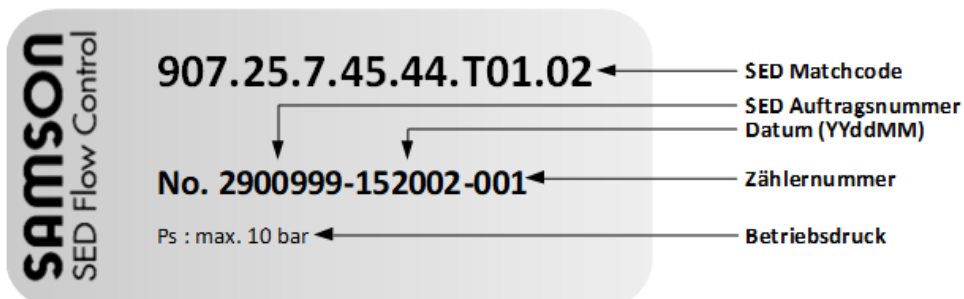 SAMSON
SED Flow Control
907.25.7.45.44.T01.02
SED Matchcode
SED Auftragsnummer
Datum (YYddMM)
No. 2900999-152002-001
Zählernummer
Ps : max. 10 bar
Betriebsdruck